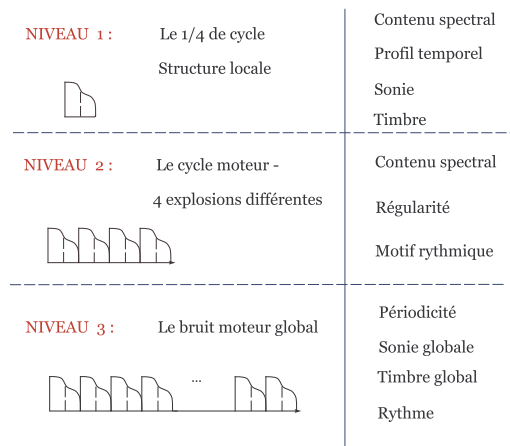 NIVEAU 1 :
Le 1/4 de cycle
Structure locale
Contenu spectral
Profil temporel
Sonie
Timbre
NIVEAU 2 :
Le cycle moteur -
4 explosions différentes
Contenu spectral
Régularité
Motif rythmique
NIVEAU 3 :
Le bruit moteur global
...
Périodicité
Sonie globale
Timbre global
Rythme